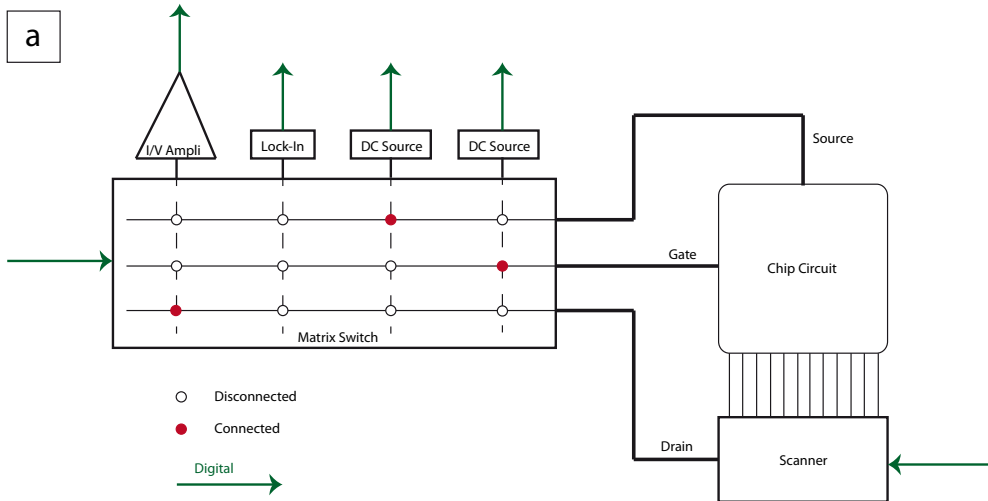 a
I/V Ampli
Lock-In
DC Source
DC Source
Source
Gate
Chip Circuit
Matrix Switch
Disconnected
Connected
Drain
Scanner
Digital